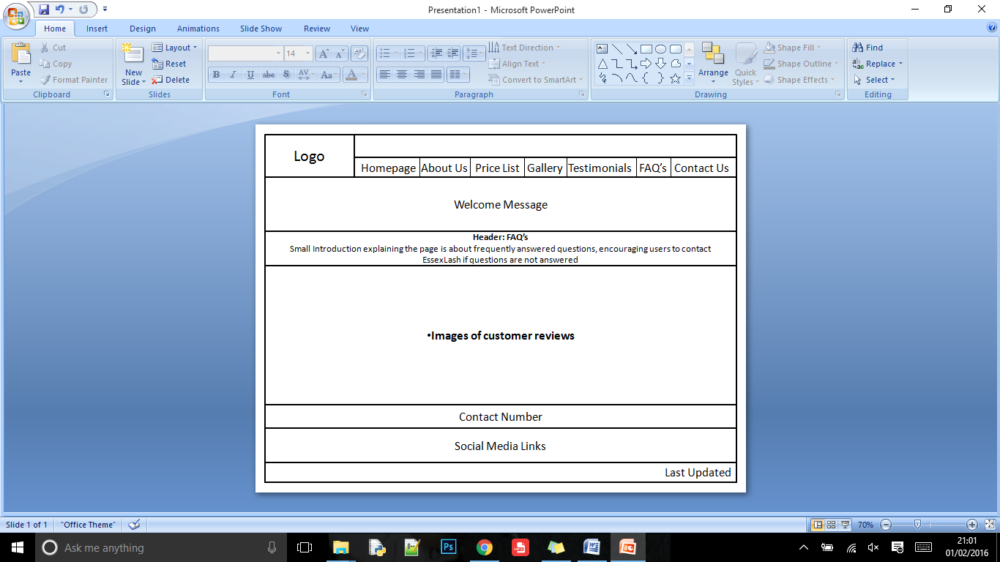 Presentation1 - Microsoft PowerPoint
Home Insert Design Animations Slide Show Review View
Paste
Cut
Copy
Format Painter
Clipboard
New
Slide
Layout
Reset
Delete
Slides
14
Font
Text Direction
Align Text
Convert to SmartArt
Paragraph
Arrange
Quick
Styles
Shape Fill
Shape Outline
Shape Effects
Drawing
Find
Replace
Select
Editing
Logo
Homepage About Us Price List Gallery Testimonials FAQ’s Contact Us
Welcome Message
Header: FAQ’s
Small Introduction explaining the page is about frequently answered questions, encouraging users to contact
EssexLash if questions are not answered
•Images of customer reviews
Contact Number
Social Media Links
Last Updated
Slide 1 of 1 "Office Theme" 70%
Ask me anything
21:01
01/02/2016